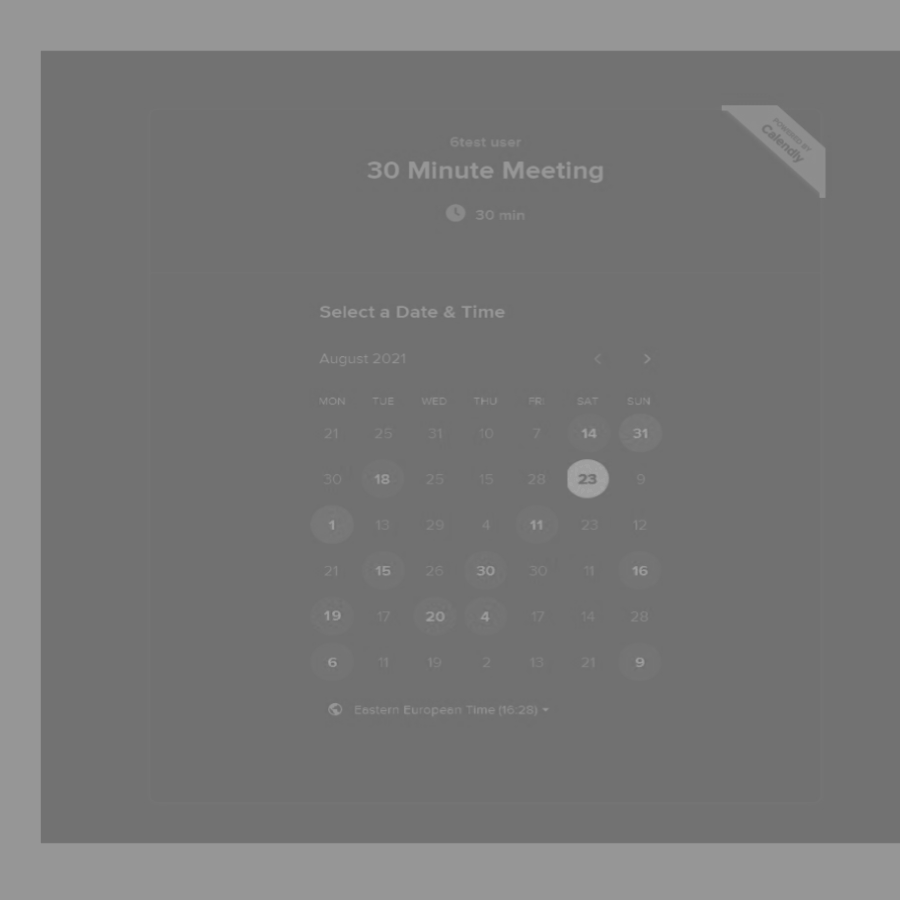 6test user
30 Minute Meeting
30 min
POWERED BY
Calendly
Select a Date & Time
August 2021
MON TUE WED THU FRI SAT SUN
21 25 31 10 7 14 31
30 18 25 15 28 23 9
1 13 29 4 11 23 12
21 15 26 30 30 11 16
19 17 20 4 17 14 28
6 11 19 2 13 21 9
Eastern European Time (16:28)